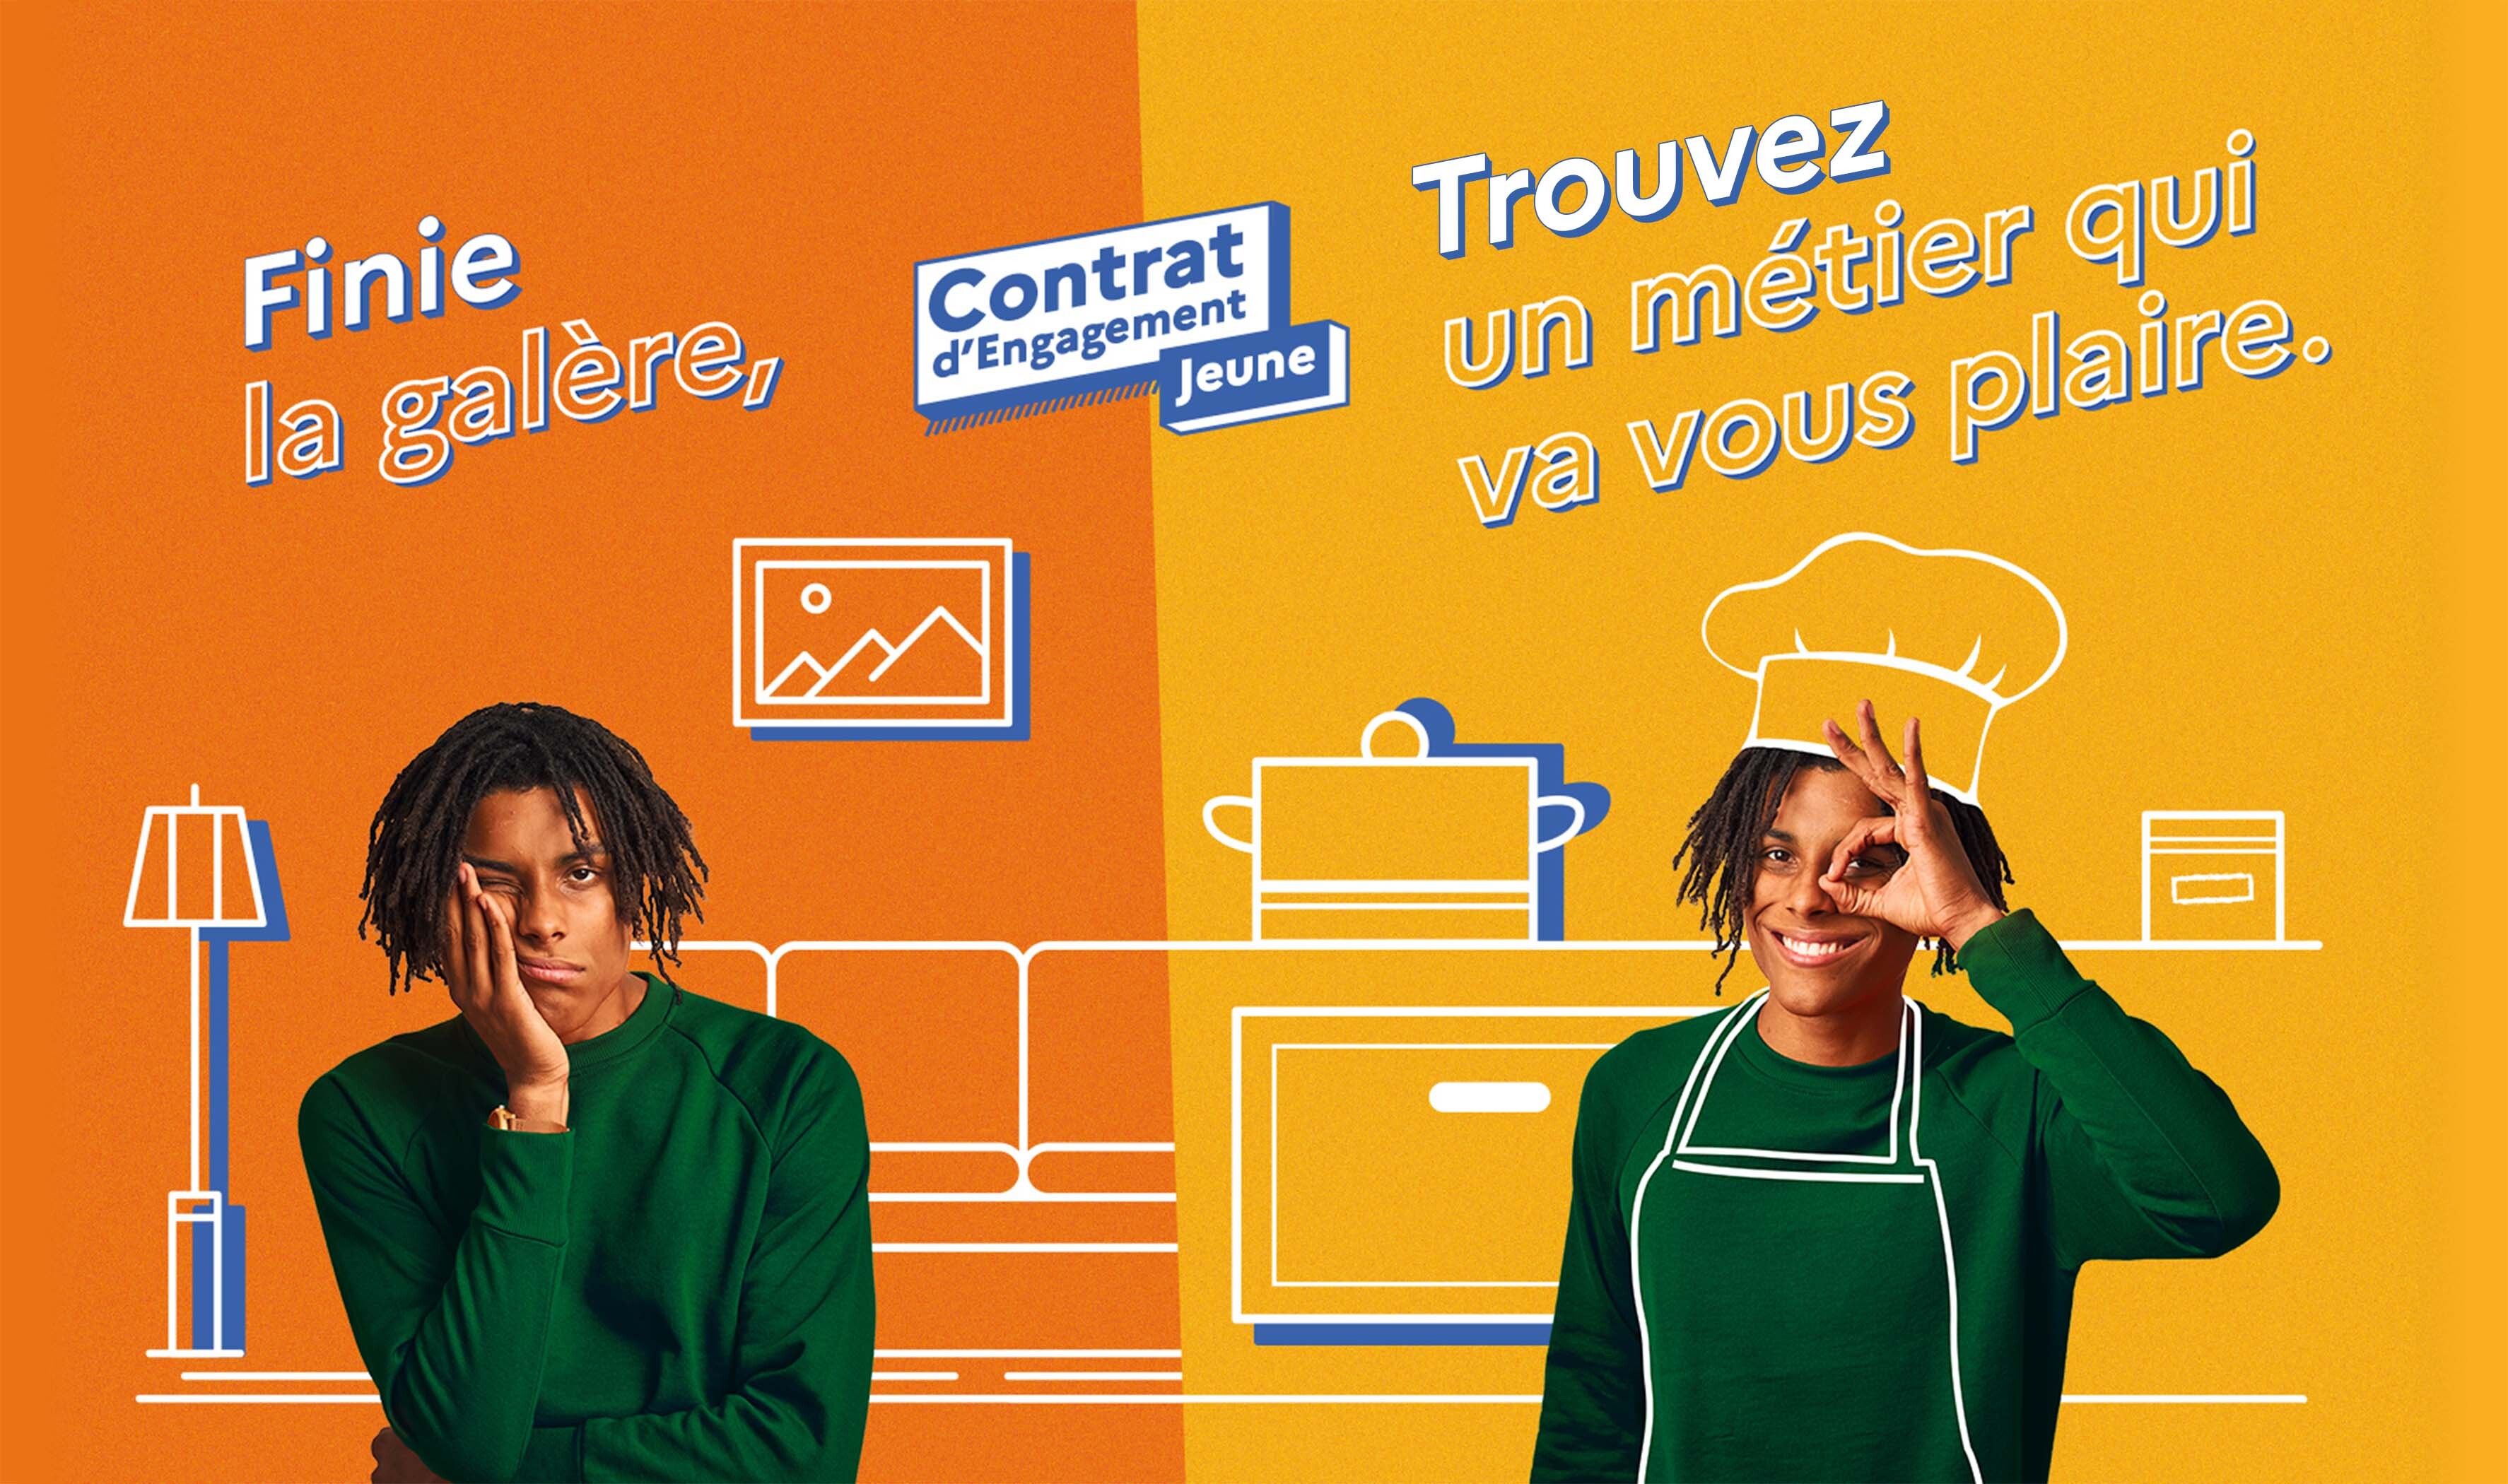 Finie
la galère,
Contrat
d'Engagement
Jeune
Trouvez
un métier qui
va vous plaire.